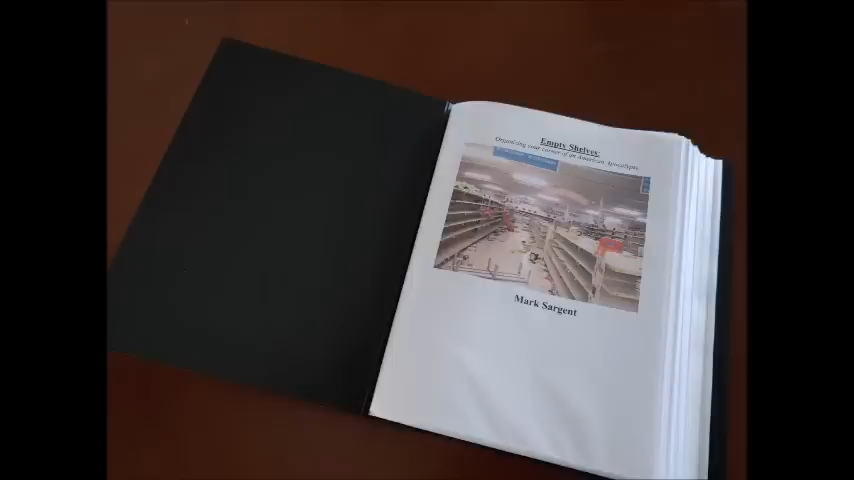 Empty Shelves:
Organizing your corner of an American Apocalypse
Mark Sargent